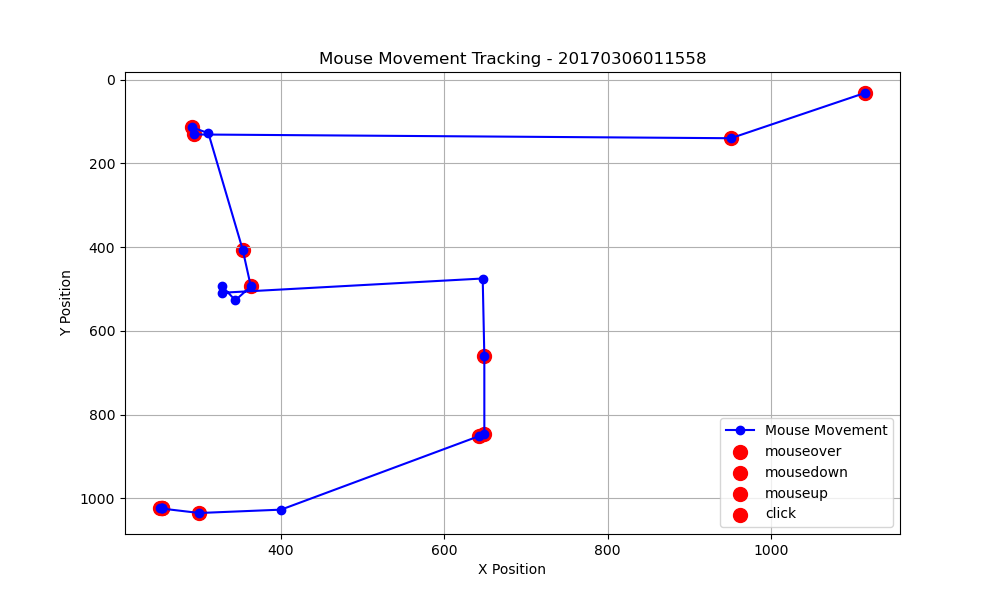 Mouse Movement Tracking - 20170306011558
0
200
400
600
800
1000
Y Position
400
600
800
1000
X Position
Mouse Movement
mouseover
mousedown
mouseup
click